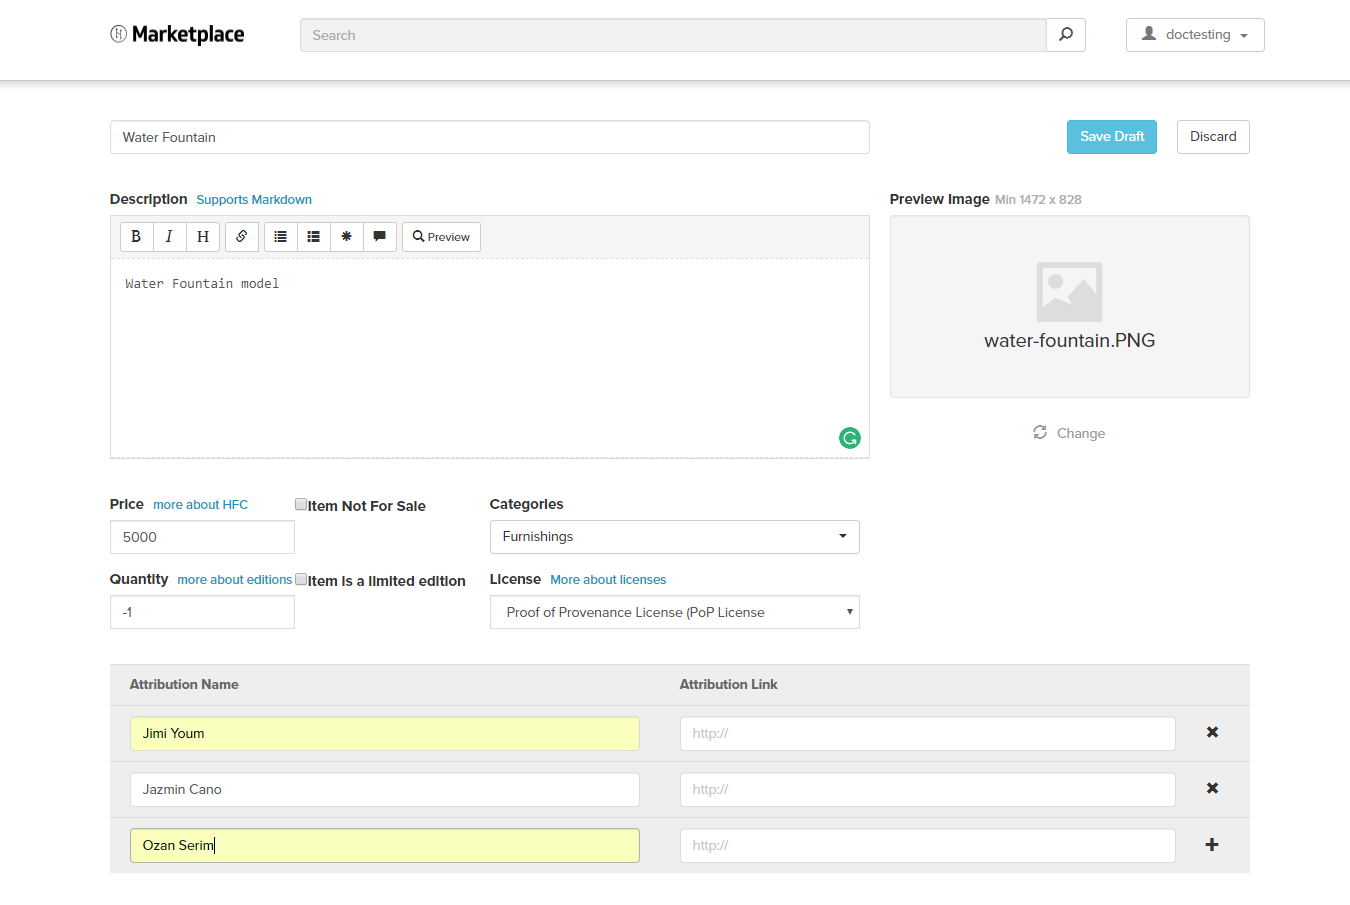 Marketplace
Search
doctesting
Water Fountain
Save Draft
Discard
Description Supports Markdown
Preview Image Min 1472 x 828
B I H Preview
Water Fountain model
water-fountain.PNG
Change
Price more about HFC
Item Not For Sale
Categories
5000
Furnishings
Quantity more about editions
Item is a limited edition
License More about licenses
-1
Proof of Provenance License (PoP License
Attribution Name
Attribution Link
Jimi Youm
http://
Jazmin Cano
http://
Ozan Serim
http://